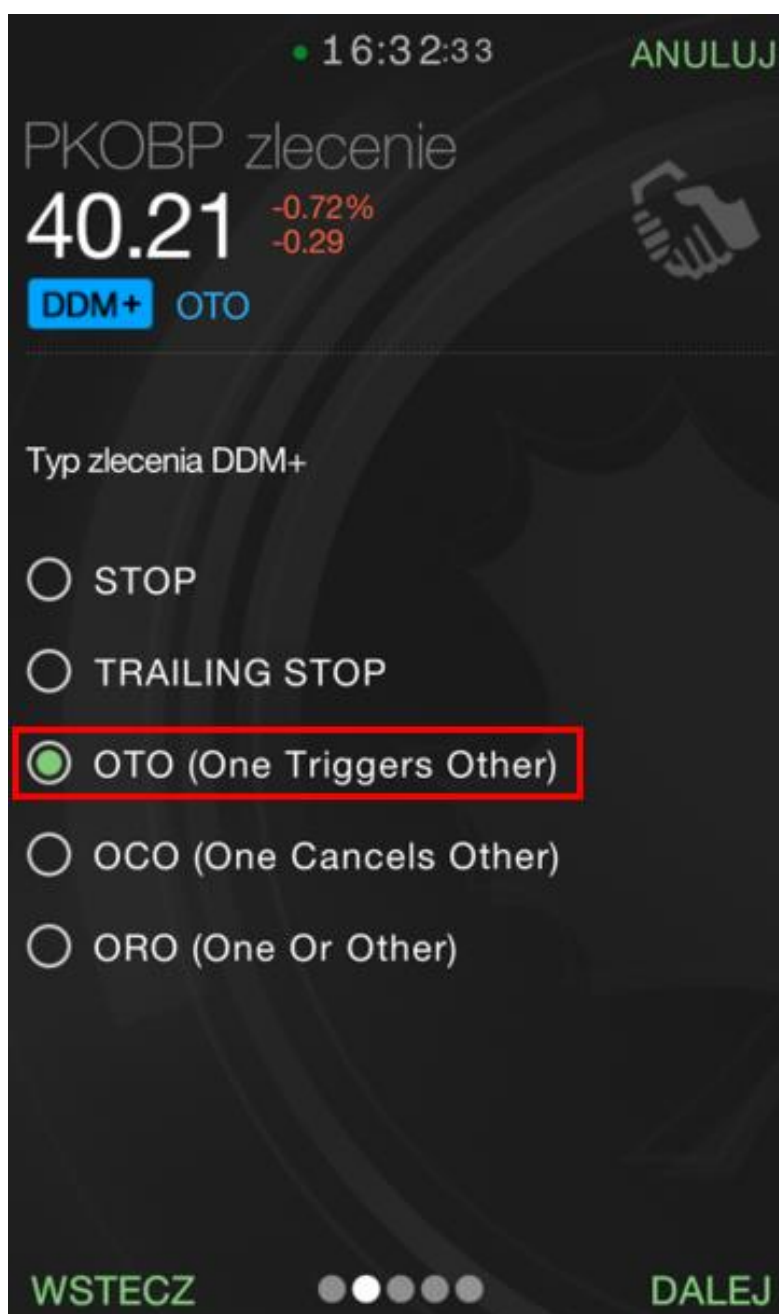 16:32:33 ANULUJ
PKOBP zlecenie
40.21 -0.72%
-0.29
DDM+ OTO
Typ zlecenia DDM+
STOP
TRAILING STOP
OTO (One Triggers Other)
OCO (One Cancels Other)
ORO (One Or Other)
WSTECZ DALEJ